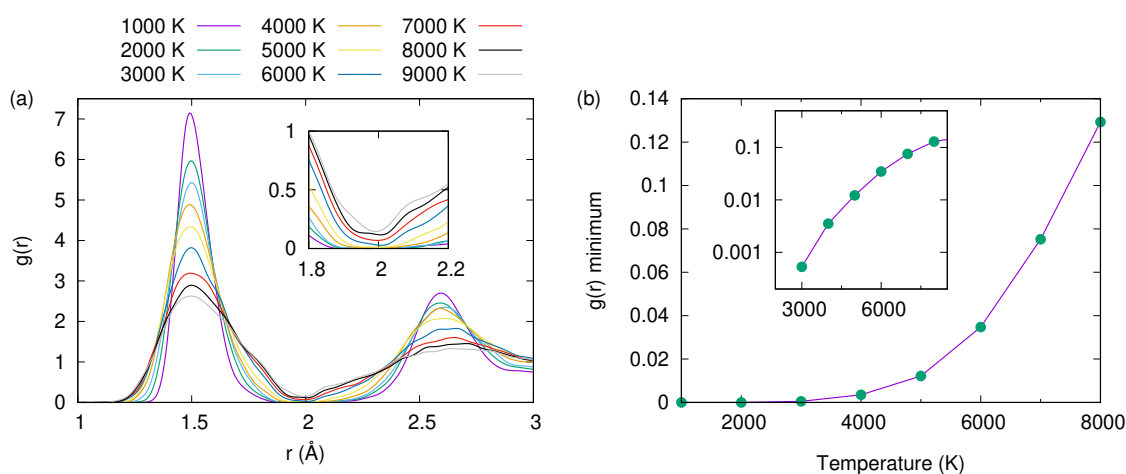 1000 K 4000 K 7000 K
2000 K 5000 K 8000 K
3000 K 6000 K 9000 K
(a)
g(r)
7
6
5
4
3
2
1
0
1 1.5 2 2.5 3
r (Å)
1
0.5
0
1.8 2 2.2
(b)
g(r) minimum
0.14
0.12
0.1
0.08
0.06
0.04
0.02
0
2000 4000 6000 8000
Temperature (K)
0.1
0.01
0.001
3000 6000